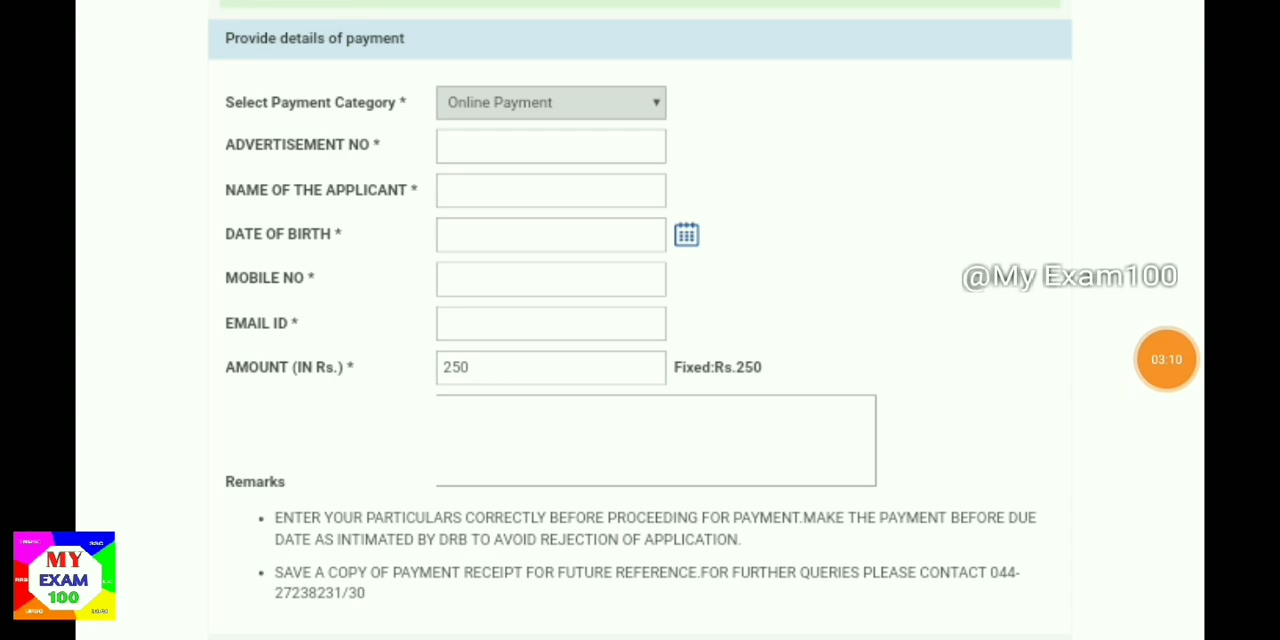 Provide details of payment
Select Payment Category *
Online Payment
ADVERTISEMENT NO *
NAME OF THE APPLICANT *
DATE OF BIRTH *
MOBILE NO *
EMAIL ID *
AMOUNT (IN Rs.) *
250
Fixed:Rs.250
Remarks
ENTER YOUR PARTICULARS CORRECTLY BEFORE PROCEEDING FOR PAYMENT.MAKE THE PAYMENT BEFORE DUE
DATE AS INTIMATED BY DRB TO AVOID REJECTION OF APPLICATION.
SAVE A COPY OF PAYMENT RECEIPT FOR FUTURE REFERENCE.FOR FURTHER QUERIES PLEASE CONTACT 044-
27238231/30
@My Exam100
03:10
MY
EXAM
100